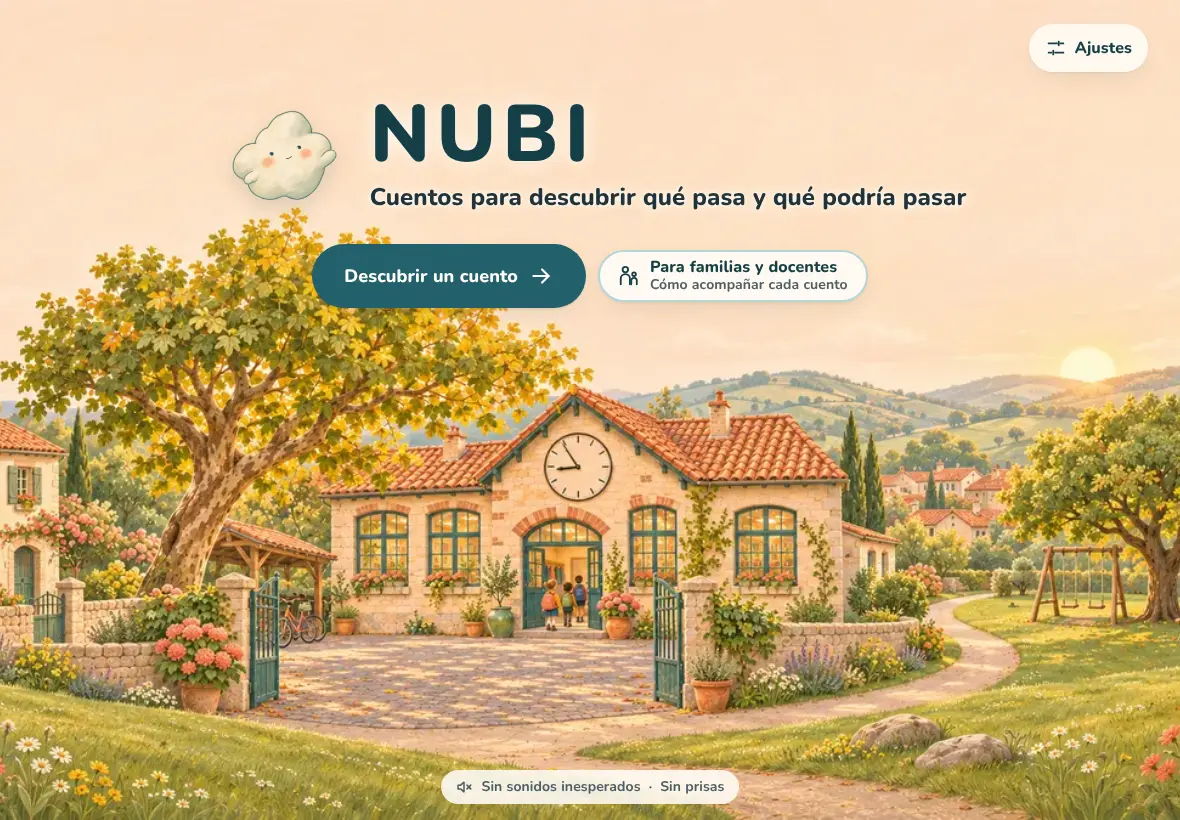 Ajustes
NUBI
Cuentos para descubrir qué pasa y qué podría pasar
Descubrir un cuento
Para familias y docentes
Cómo acompañar cada cuento
Sin sonidos inesperados · Sin prisas